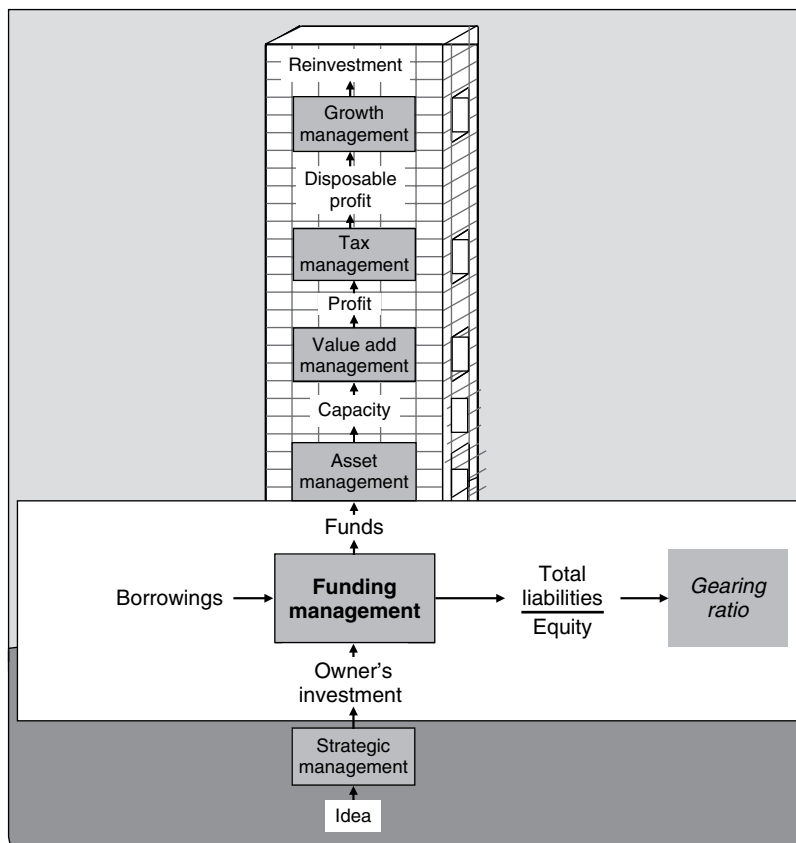 Reinvestment
Growth
management
Disposable
profit
Tax
management
Profit
Value add
management
Capacity
Asset
management
Funds
Borrowings
Funding
management
Total
liabilities
Equity
Gearing
ratio
Owner's
investment
Strategic
management
Idea